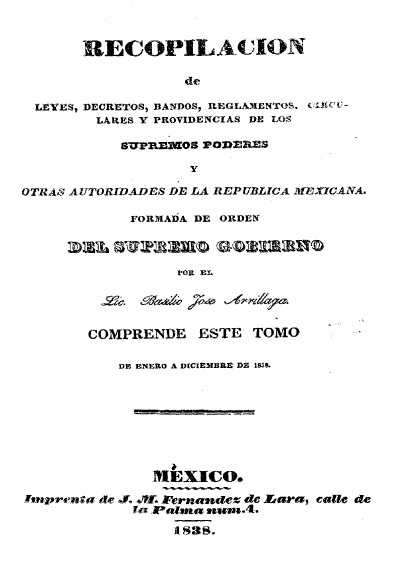 RECOPILACION
de
LEYES, DECRETOS, BANDOS, REGLAMENTOS, CIRCU-
LARES Y PROVIDENCIAS DE LOS
SUPREMOS PODERES
Y
OTRAS AUTORIDADES DE LA REPUBLICA MEXICANA.
FORMADA DE ORDEN
DEL SUPREMO GOBIERNO
POR EL
Lic. Basilio Jose Arrillaga.
COMPRENDE ESTE TOMO
DE ENERO A DICIEMBRE DE 1838.
MÉXICO.
Imprenta de J. M. Fernandez de Lara, calle de
la Palma num. 4.
1838.